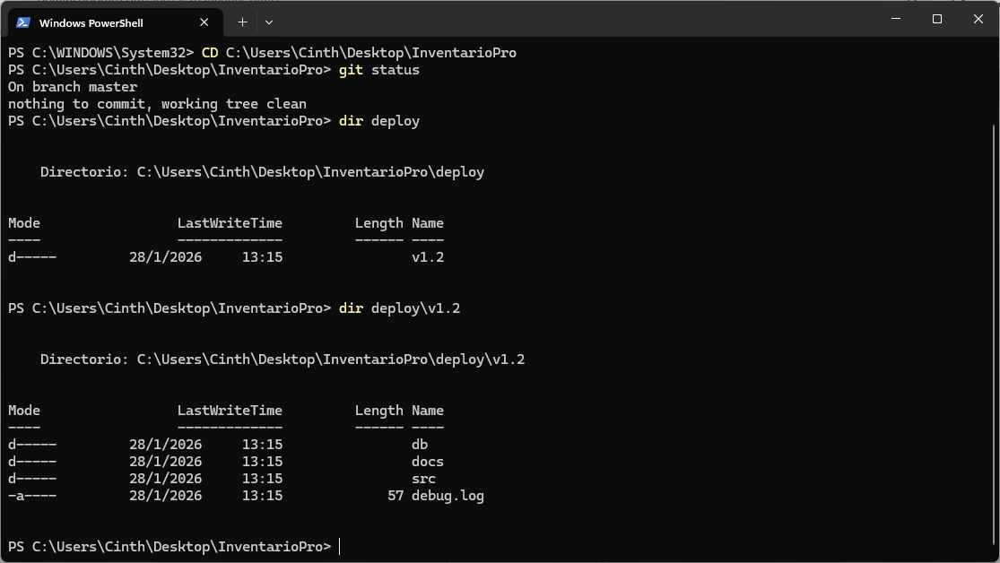 Windows PowerShell
PS C:\WINDOWS\System32> CD C:\Users\Cinth\Desktop\InventarioPro
PS C:\Users\Cinth\Desktop\InventarioPro> git status
On branch master
nothing to commit, working tree clean
PS C:\Users\Cinth\Desktop\InventarioPro> dir deploy
    Directorio: C:\Users\Cinth\Desktop\InventarioPro\deploy
Mode                 LastWriteTime         Length Name
----                 -------------         ------ ----
d-----         28/1/2026     13:15                v1.2
PS C:\Users\Cinth\Desktop\InventarioPro> dir deploy\v1.2
    Directorio: C:\Users\Cinth\Desktop\InventarioPro\deploy\v1.2
Mode                 LastWriteTime         Length Name
----                 -------------         ------ ----
d-----         28/1/2026     13:15                db
d-----         28/1/2026     13:15                docs
d-----         28/1/2026     13:15                src
-a----         28/1/2026     13:15             57 debug.log
PS C:\Users\Cinth\Desktop\InventarioPro>